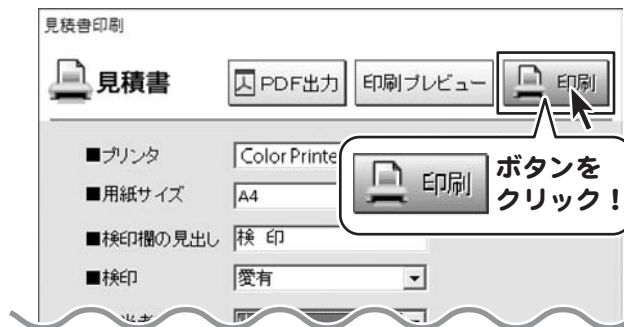 見積書印刷
見積書
PDF出力
印刷プレビュー
印刷
■プリンタ
Color Printe
■用紙サイズ
A4
印刷
ボタンを
クリック!
■検印欄の見出し
検 印
■検印
愛有
当者